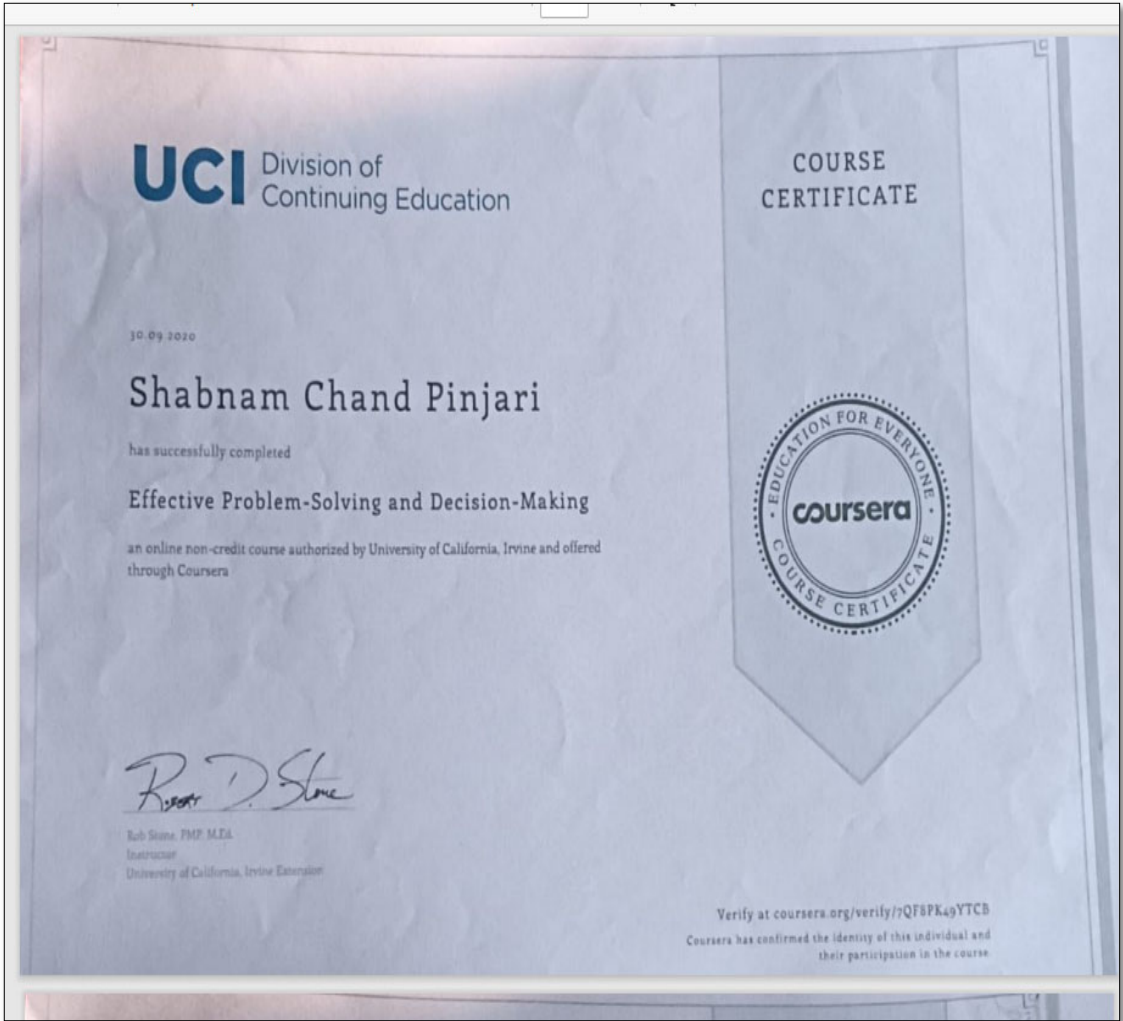 UCI Division of
Continuing Education
COURSE
CERTIFICATE
30.09.2020
Shabnam Chand Pinjari
has successfully completed
Effective Problem-Solving and Decision-Making
an online non-credit course authorized by University of California, Irvine and offered
through Coursera
EDUCATION FOR EVERYONE
coursera
COURSE CERTIFICATE
Rob Stone, PMP, M.Ed.
Instructor
University of California, Irvine Extension
Verify at coursera.org/verify/7QF8PK49YTCB
Coursera has confirmed the identity of this individual and
their participation in the course.